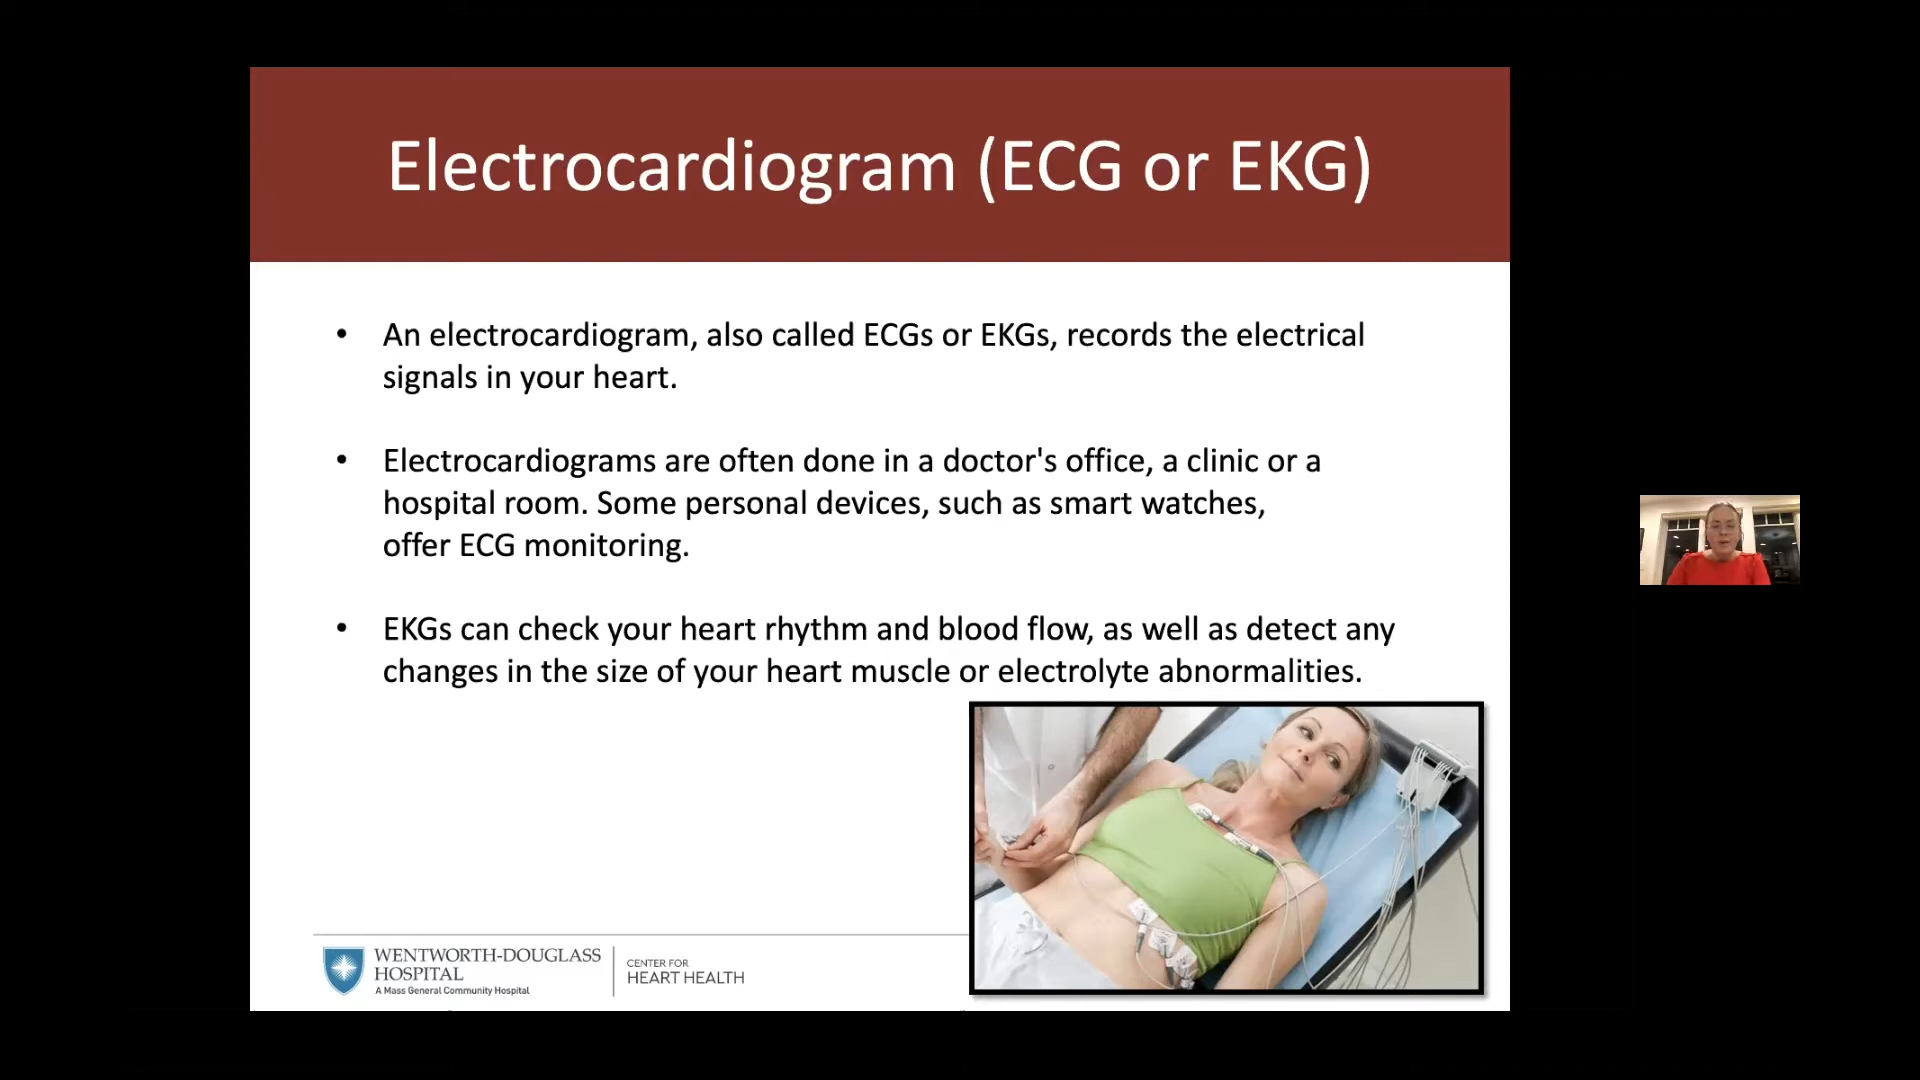 Electrocardiogram (ECG or EKG)
• An electrocardiogram, also called ECGs or EKGs, records the electrical
signals in your heart.
• Electrocardiograms are often done in a doctor's office, a clinic or a
hospital room. Some personal devices, such as smart watches,
offer ECG monitoring.
• EKGs can check your heart rhythm and blood flow, as well as detect any
changes in the size of your heart muscle or electrolyte abnormalities.
WENTWORTH-DOUGLASS
HOSPITAL
A Mass General Community Hospital
CENTER FOR
HEART HEALTH